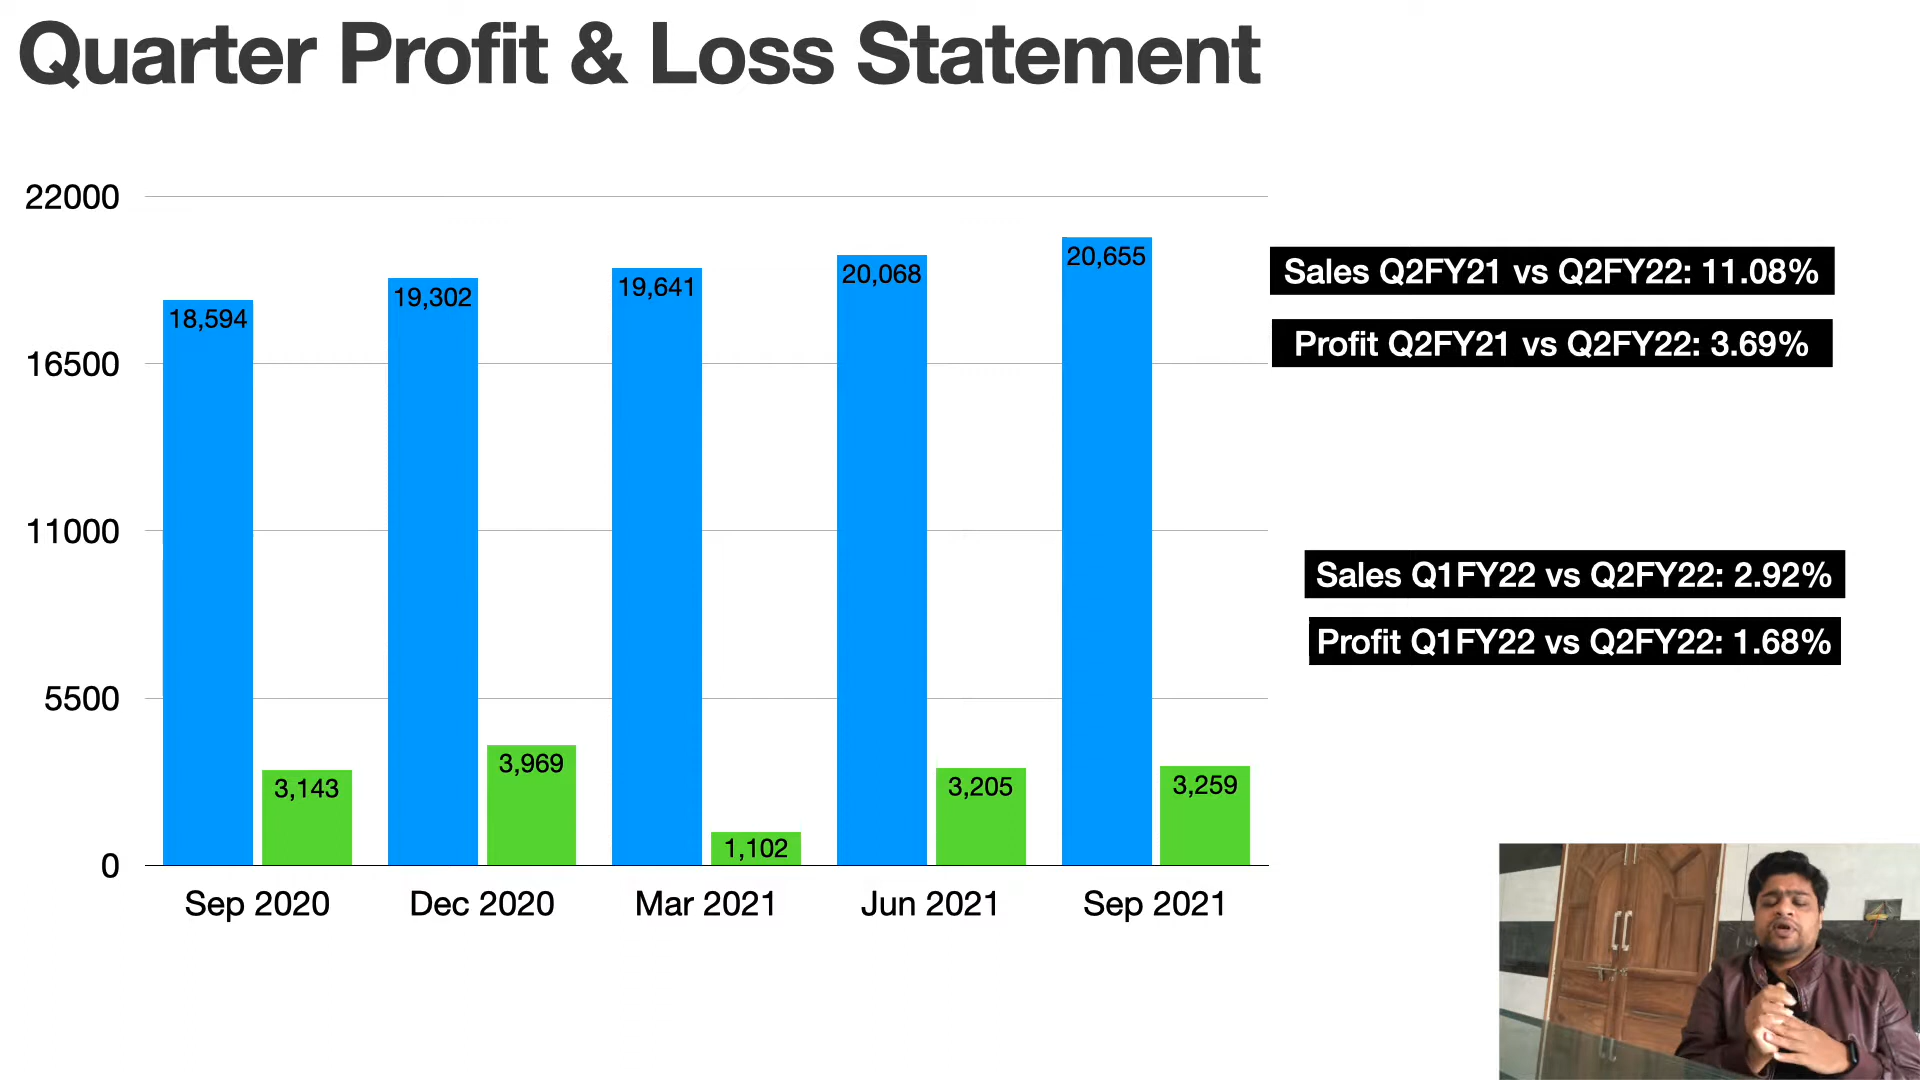 Quarter Profit & Loss Statement
22000
16500
11000
5500
0
18,594
3,143
19,302
3,969
19,641
1,102
20,068
3,205
20,655
3,259
Sep 2020
Dec 2020
Mar 2021
Jun 2021
Sep 2021
Sales Q2FY21 vs Q2FY22: 11.08%
Profit Q2FY21 vs Q2FY22: 3.69%
Sales Q1FY22 vs Q2FY22: 2.92%
Profit Q1FY22 vs Q2FY22: 1.68%